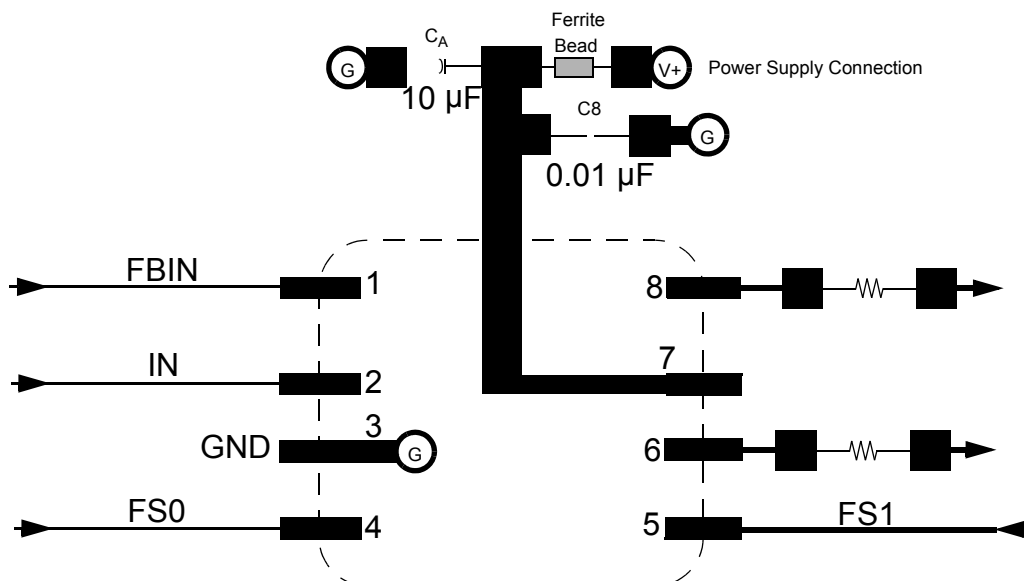 Ferrite
Bead
CA
G
V+
Power Supply Connection
10 µF
C8
G
0.01 µF
FBIN
1
8
IN
2
7
3
GND
G
6
FS0
4
5
FS1